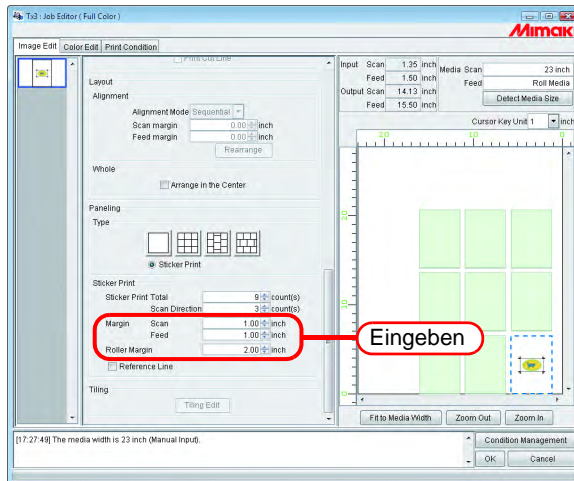 Tx3 : Job Editor ( Full Color )
Mimaki
Image Edit Color Edit Print Condition
Print Cut Line
Layout
Alignment
Alignment Mode Sequential
Scan margin 0.00 inch
Feed margin 0.00 inch
Rearrange
Whole
Arrange in the Center
Paneling
Type
Sticker Print
Sticker Print
Sticker Print Total 9 count(s)
Scan Direction 3 count(s)
Margin Scan 1.00 inch
Feed 1.00 inch
Roller Margin 2.00 inch
Reference Line
Tiling
Tiling Edit
Eingeben
Input Scan 1.35 inch
Feed 1.50 inch
Output Scan 14.13 inch
Feed 15.50 inch
Media Scan 23 inch
Feed Roll Media
Detect Media Size
Cursor Key Unit 1 inch
20 10 0
20
10
0
Fit to Media Width Zoom Out Zoom In
[17:27:49] The media width is 23 inch (Manual Input).
Condition Management
OK Cancel